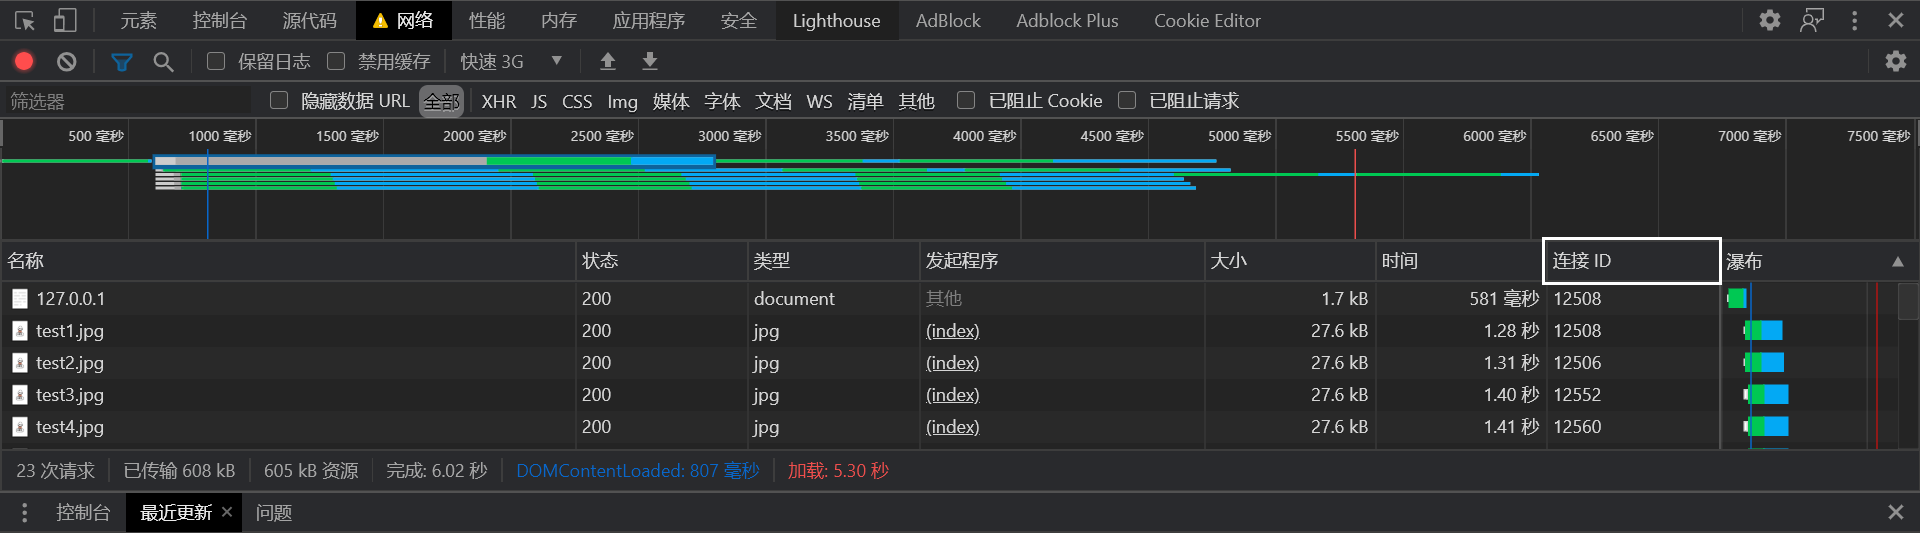 元素 控制台 源代码 网络 性能 内存 应用程序 安全 Lighthouse AdBlock Adblock Plus Cookie Editor
保留日志 禁用缓存 快速 3G
筛选器 隐藏数据 URL 全部 XHR JS CSS Img 媒体 字体 文档 WS 清单 其他 已阻止 Cookie 已阻止请求
500 毫秒 1000 毫秒 1500 毫秒 2000 毫秒 2500 毫秒 3000 毫秒 3500 毫秒 4000 毫秒 4500 毫秒 5000 毫秒 5500 毫秒 6000 毫秒 6500 毫秒 7000 毫秒 7500 毫秒
名称 状态 类型 发起程序 大小 时间 连接 ID 瀑布
127.0.0.1 200 document 其他 1.7 kB 581 毫秒 12508
test1.jpg 200 jpg (index) 27.6 kB 1.28 秒 12508
test2.jpg 200 jpg (index) 27.6 kB 1.31 秒 12506
test3.jpg 200 jpg (index) 27.6 kB 1.40 秒 12552
test4.jpg 200 jpg (index) 27.6 kB 1.41 秒 12560
23 次请求 已传输 608 kB 605 kB 资源 完成: 6.02 秒 DOMContentLoaded: 807 毫秒 加载: 5.30 秒
控制台 最近更新 问题